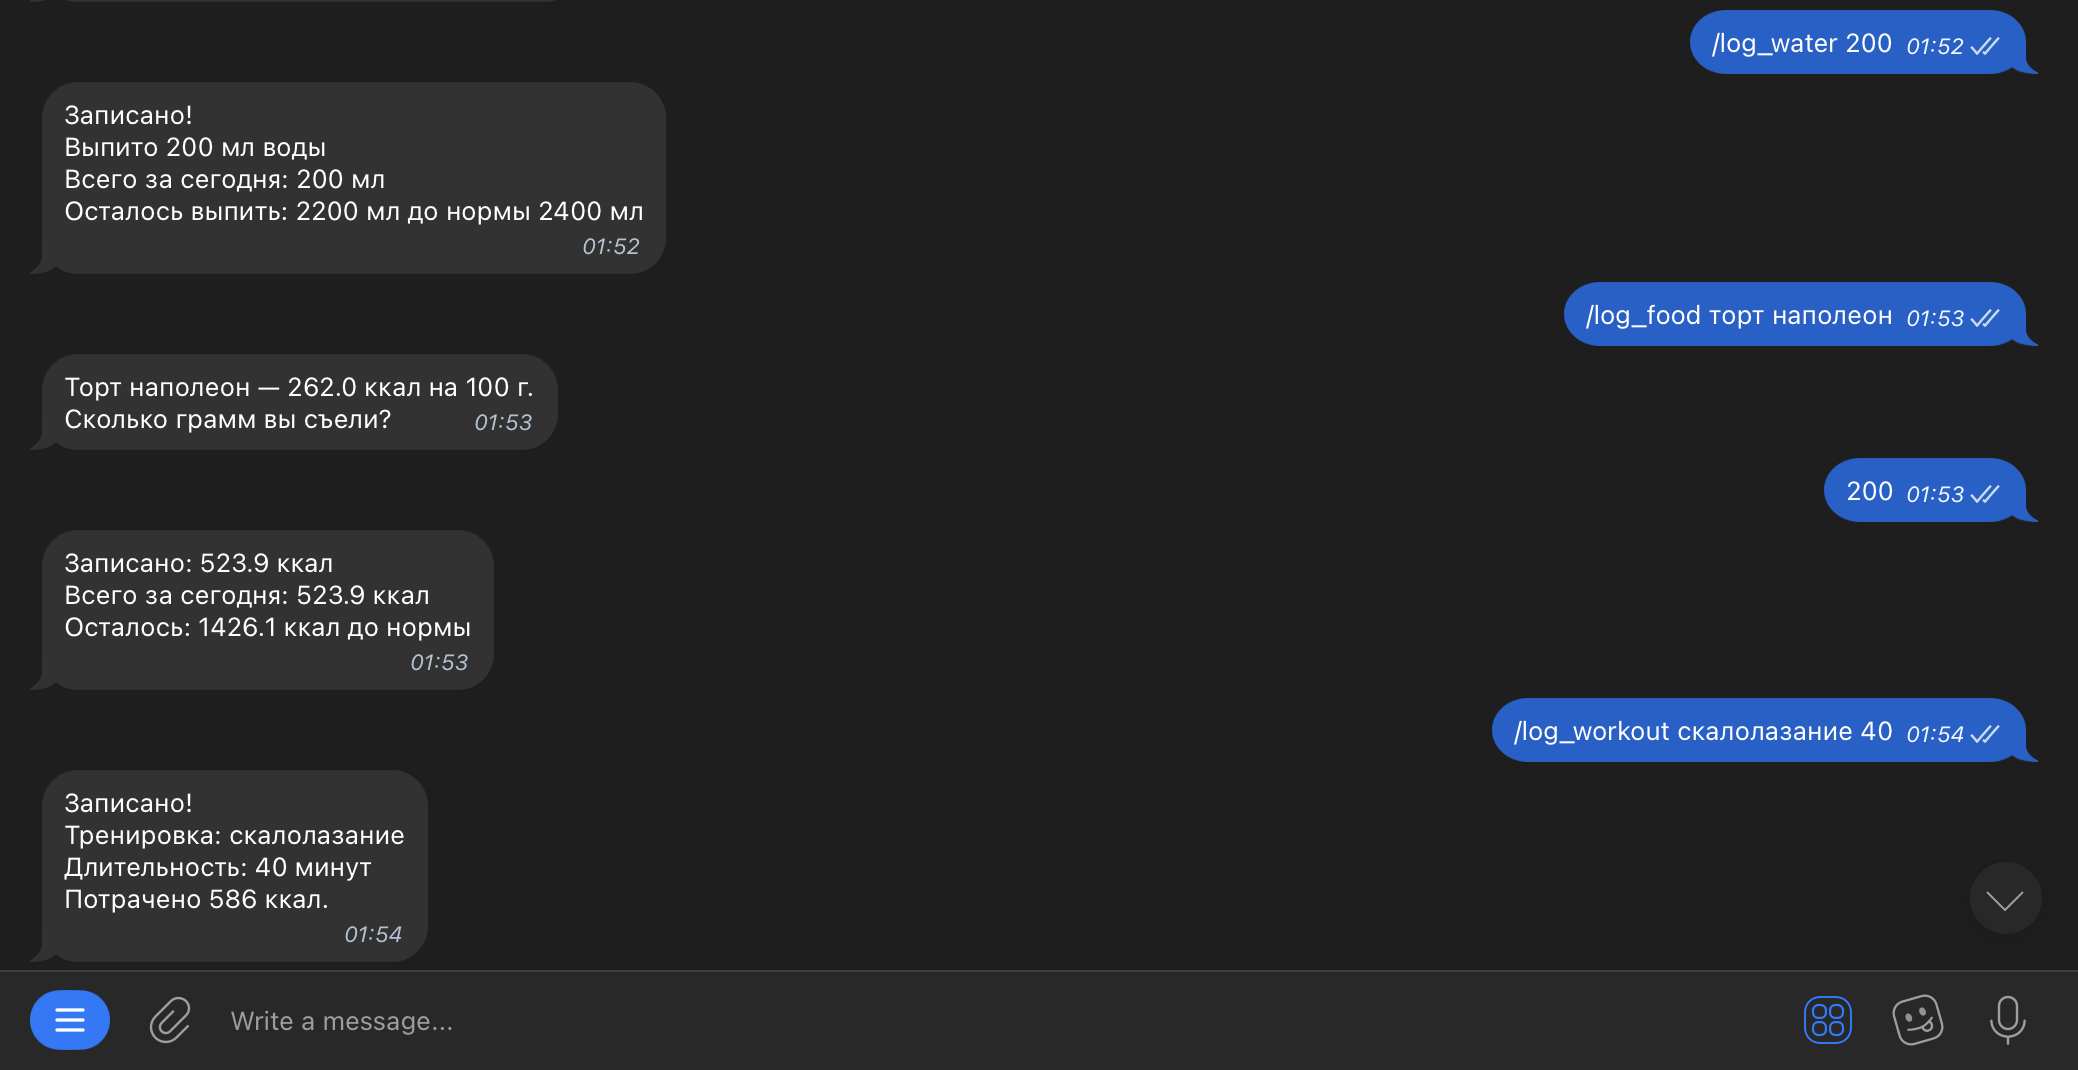 /log_water 200 01:52
Записано!
Выпито 200 мл воды
Всего за сегодня: 200 мл
Осталось выпить: 2200 мл до нормы 2400 мл
01:52
/log_food торт наполеон 01:53
Торт наполеон — 262.0 ккал на 100 г.
Сколько грамм вы съели? 01:53
200 01:53
Записано: 523.9 ккал
Всего за сегодня: 523.9 ккал
Осталось: 1426.1 ккал до нормы
01:53
/log_workout скалолазание 40 01:54
Записано!
Тренировка: скалолазание
Длительность: 40 минут
Потрачено 586 ккал.
01:54
Write a message...